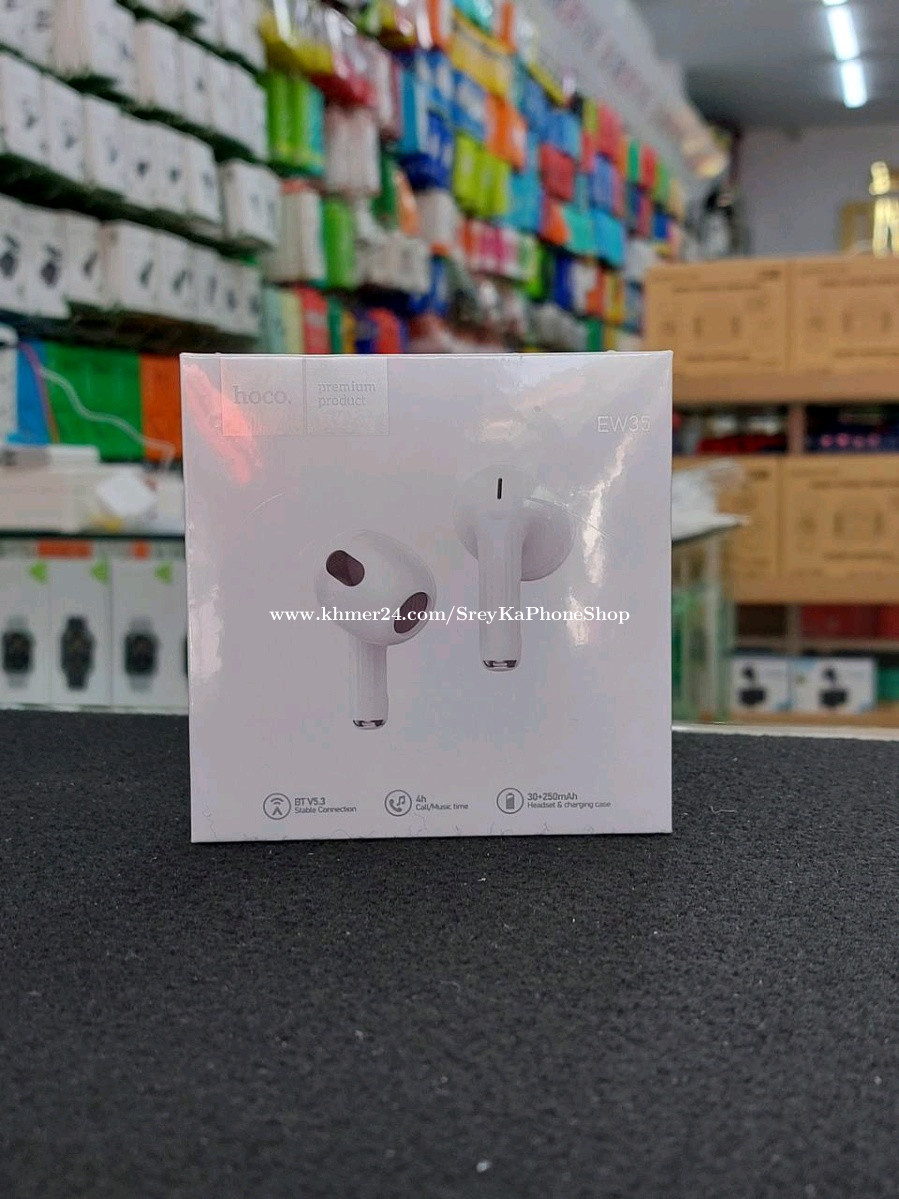 hoco.
premium
product
EW35
www.khmer24.com/SreyKaPhoneShop
BT V5.3
Stable Connection
4h
Call/Music time
30+250mAh
Headset & charging case